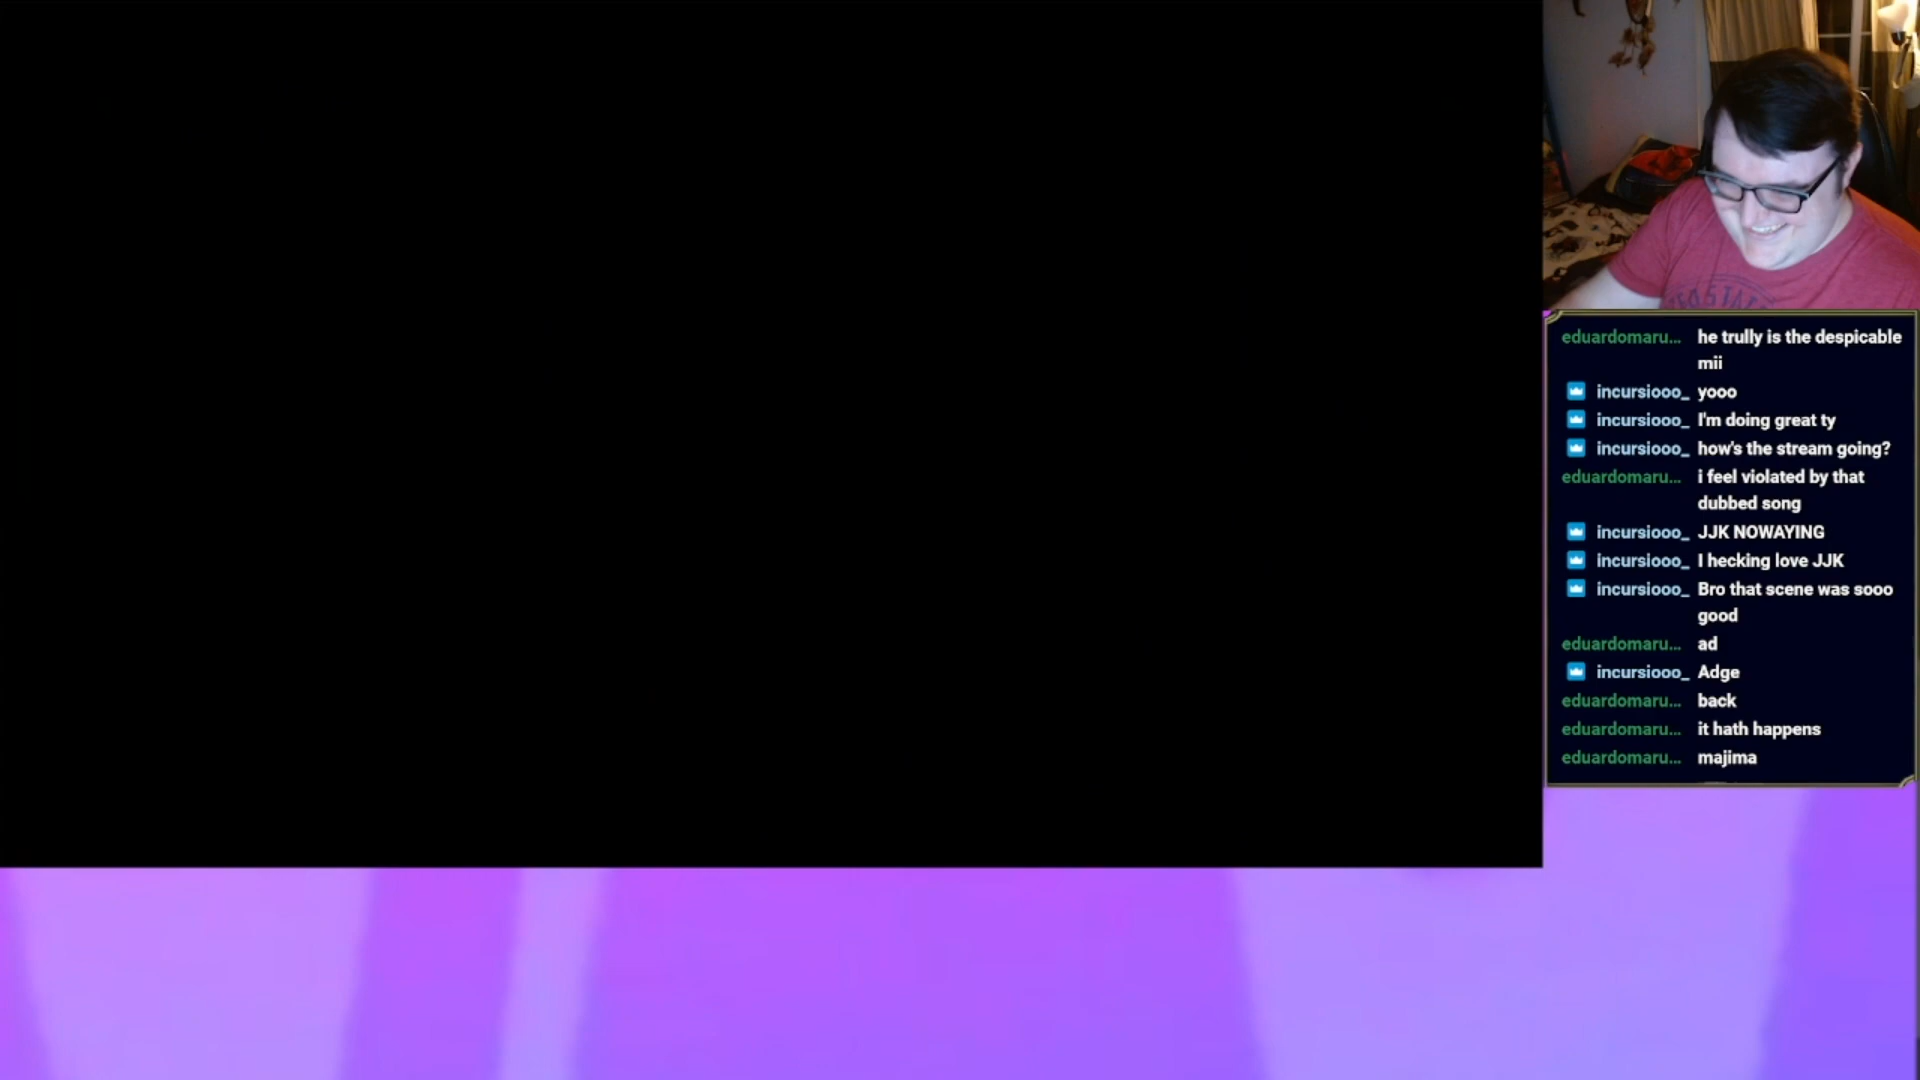 eduardomaru... he trully is the despicable
mii
incursiooo_ yooo
incursiooo_ I'm doing great ty
incursiooo_ how's the stream going?
eduardomaru... i feel violated by that
dubbed song
incursiooo_ JJK NOWAYING
incursiooo_ I hecking love JJK
incursiooo_ Bro that scene was sooo
good
eduardomaru... ad
incursiooo_ Adge
eduardomaru... back
eduardomaru... it hath happens
eduardomaru... majima